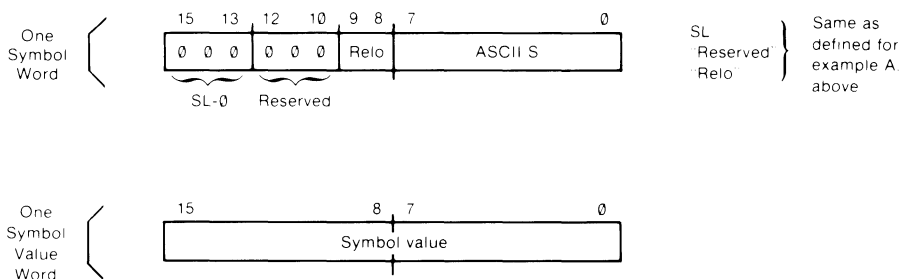 One
Symbol
Word
15 13 12 10 9 8 7 0
0 0 0 0 0 0 Relo ASCII S
SL-0 Reserved
SL
"Reserved"
"Relo"
Same as
defined for
example A.
above
One
Symbol
Value
Word
15 8 7 0
Symbol value